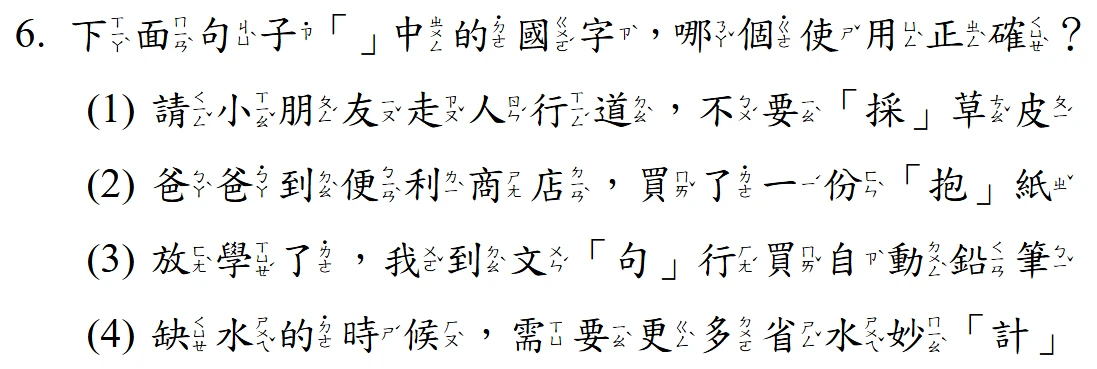 6. 下面句子「」中的國字，哪個使用正確？
(1) 請小朋友走人行道，不要「採」草皮
(2) 爸爸到便利商店，買了一份「抱」紙
(3) 放學了，我到文「句」行買自動鉛筆
(4) 缺水的時候，需要更多省水妙「計」